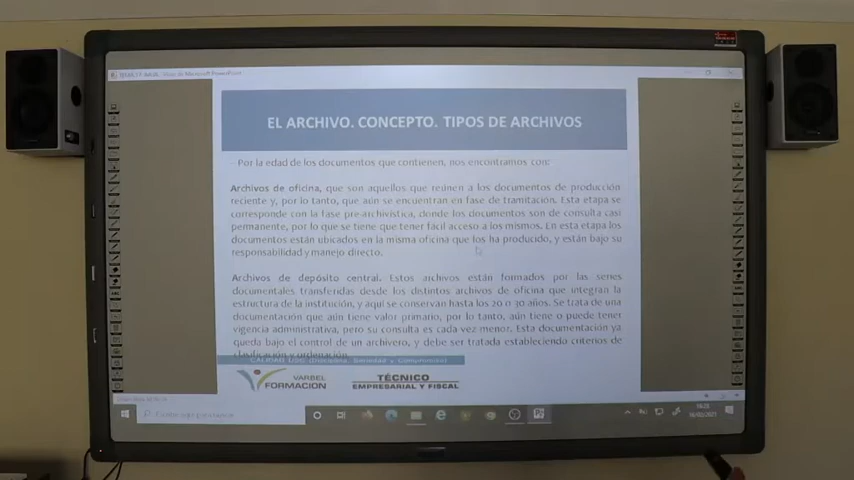 EL ARCHIVO. CONCEPTO. TIPOS DE ARCHIVOS
Por la edad de los documentos que contienen, nos encontramos con:
Archivos de oficina, que son aquellos que reúnen a los documentos de producción
reciente y, por lo tanto, que aún se encuentran en fase de tramitación. Esta etapa se
corresponde con la fase pre-archivística, donde los documentos son de consulta casi
permanente, por lo que se tiene que tener fácil acceso a los mismos. En esta etapa los
documentos están ubicados en la misma oficina que los ha producido, y están bajo su
responsabilidad y manejo directo.
Archivos de depósito central. Estos archivos están formados por las series
documentales transferidas desde los distintos archivos de oficina que integran la
estructura de la institución, y aquí se conservan hasta los 20 o 30 años. Se trata de una
documentación que aún tiene valor primario, por lo tanto, aún tiene o puede tener
vigencia administrativa, pero su consulta es cada vez menor. Esta documentación ya
queda bajo el control de un archivero, y debe ser tratada estableciendo criterios de
clasificación y ordenación.
VARBEL
FORMACIÓN
TÉCNICO
EMPRESARIAL Y FISCAL